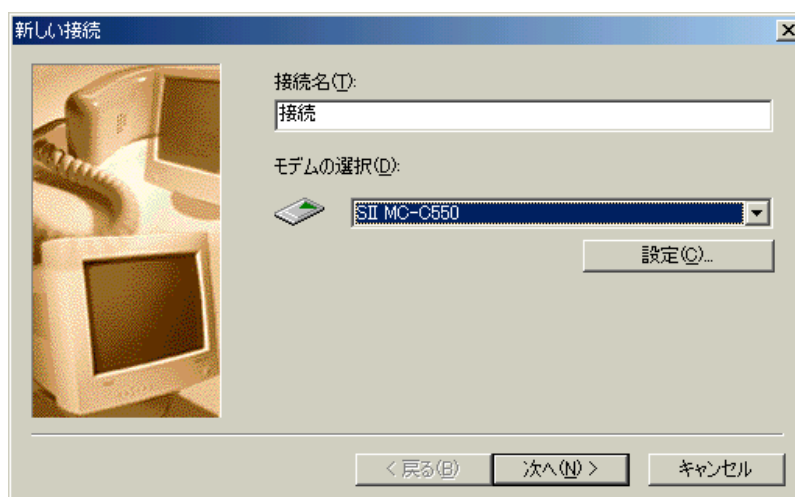 新しい接続
接続名(T):
接続
モデムの選択(D):
SII MC-C550
設定(C)...
< 戻る(B)
次へ(N) >
キャンセル